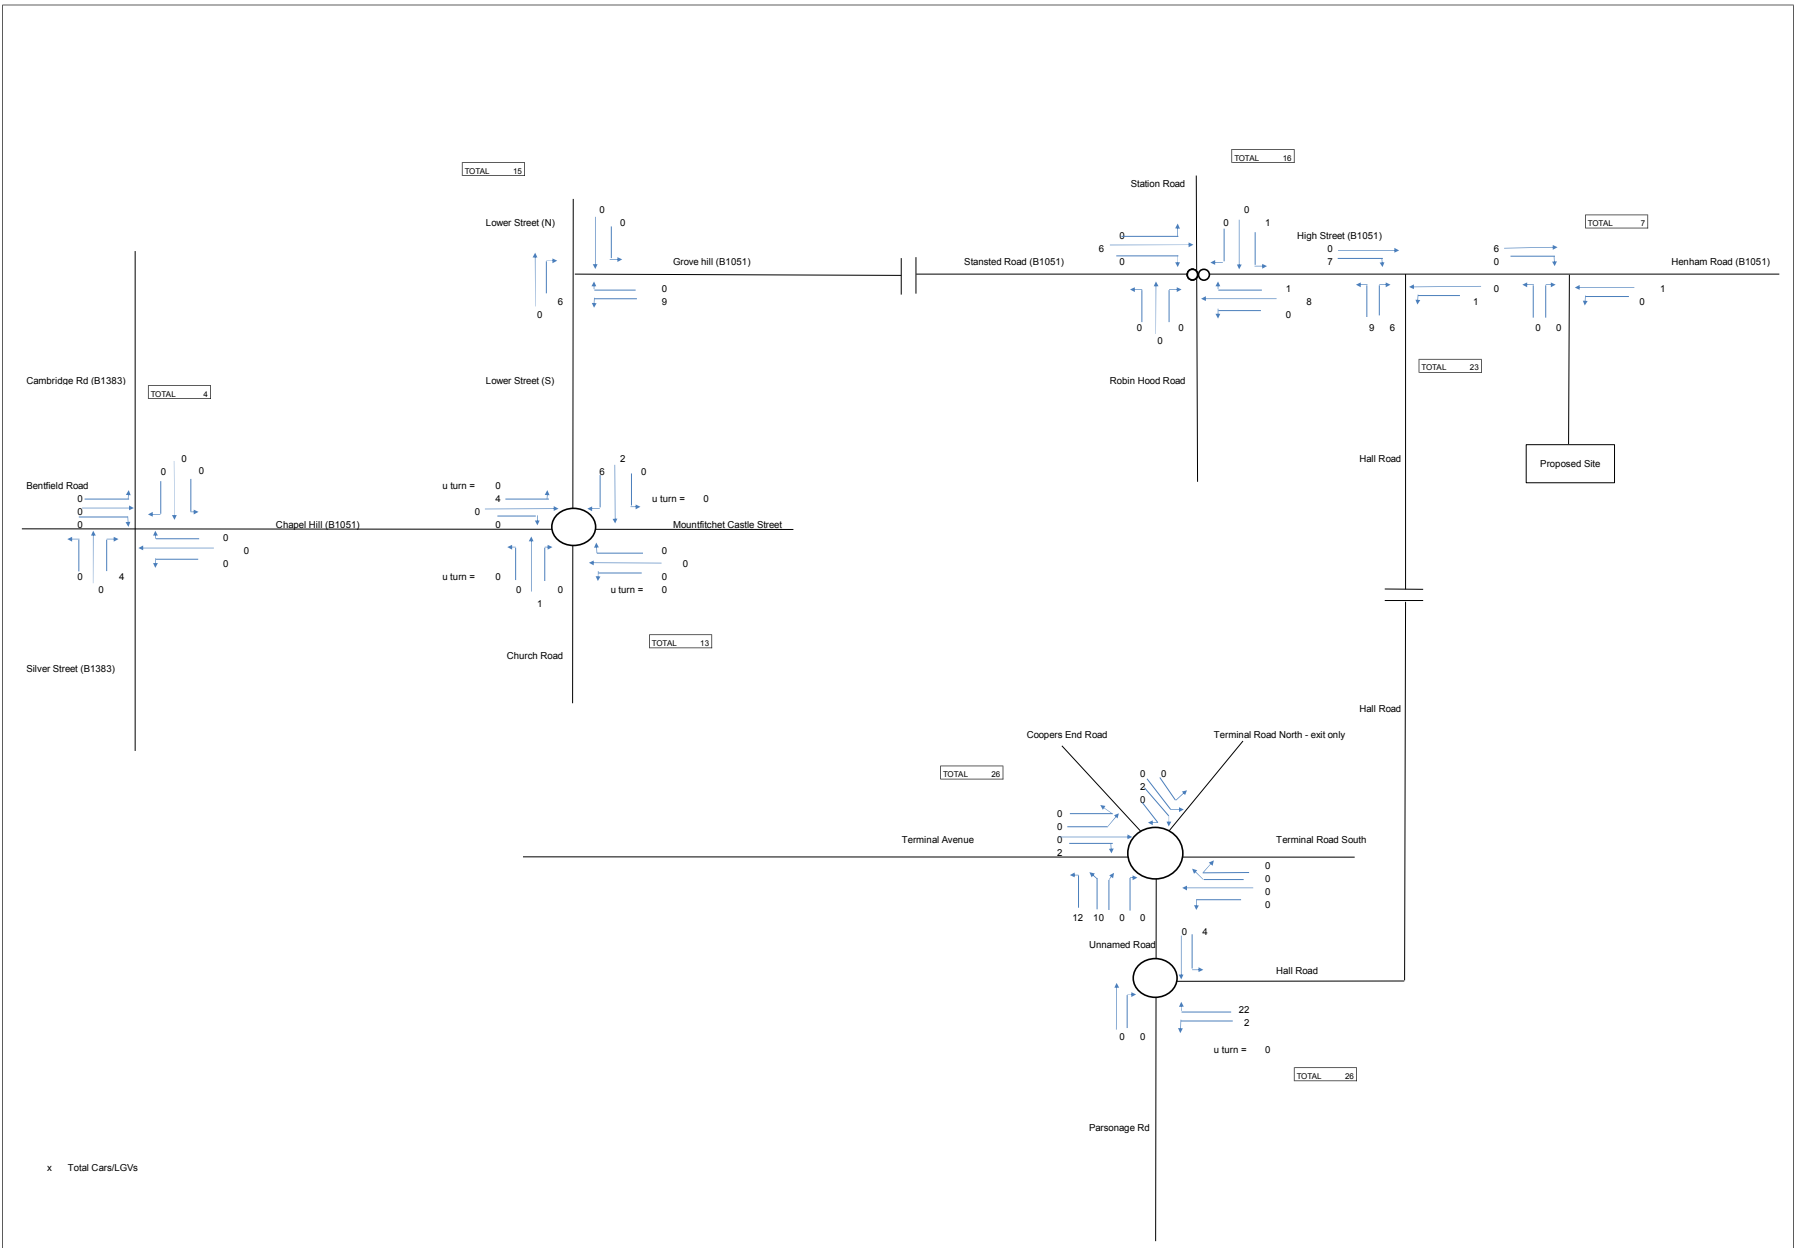 TOTAL 16
TOTAL 15
Station Road
Lower Street (N)
0
0
0
0 1
TOTAL 7
High Street (B1051)
0
6
0
0
7
6
0
Grove hill (B1051)
Stansted Road (B1051)
Henham Road (B1051)
6
0
0
9
0 0
0
1
8
0
9 6
0
1
0 0
1
0
TOTAL 23
Cambridge Rd (B1383)
Lower Street (S)
Robin Hood Road
TOTAL 4
Hall Road
Proposed Site
Bentfield Road
0
0
0
0
0
0
u turn = 0
4
0
0
6
2
0
u turn = 0
Chapel Hill (B1051)
Mountfitchet Castle Street
0
0
0
0
0
4
u turn = 0
0
1
0
0
0
0
u turn = 0
TOTAL 13
Church Road
Silver Street (B1383)
Hall Road
Coopers End Road
Terminal Road North - exit only
TOTAL 26
0 0
2
0
0
0
0
2
Terminal Avenue
Terminal Road South
0
0
0
0
12 10 0 0
0 4
Unnamed Road
Hall Road
22
2
0 0
u turn = 0
TOTAL 26
Parsonage Rd
x Total Cars/LGVs